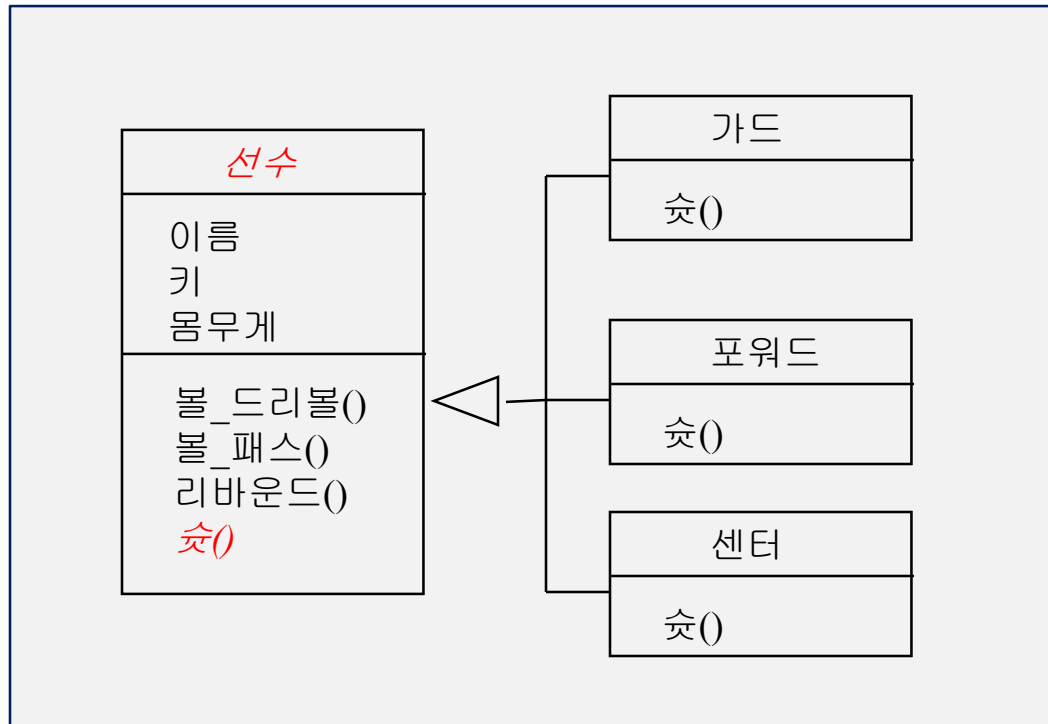 선수
이름
키
몸무게
볼_드리볼()
볼_패스()
리바운드()
슛()
가드
슛()
포워드
슛()
센터
슛()